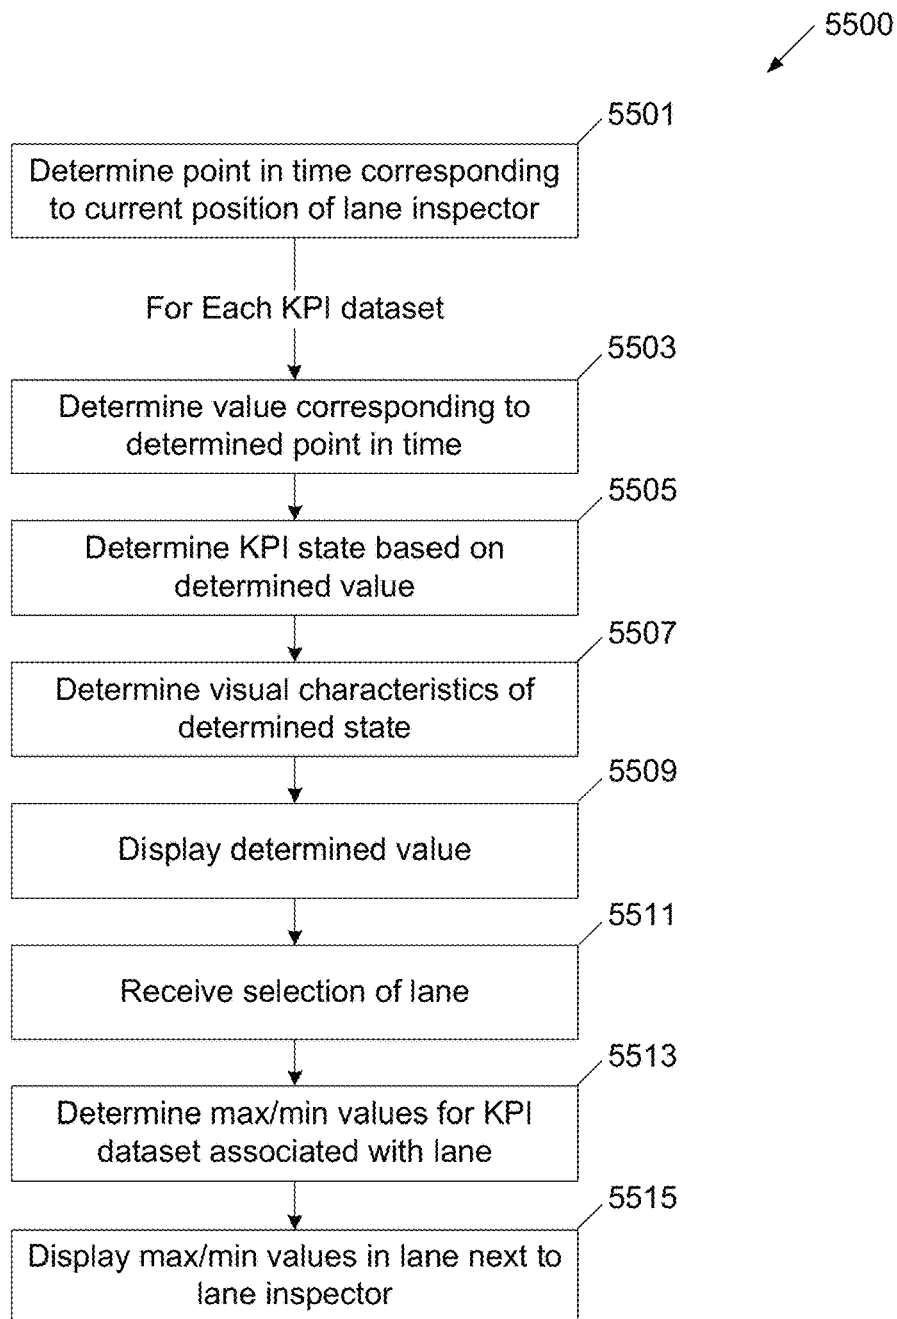 5500
5501
Determine point in time corresponding
to current position of lane inspector
For Each KPI dataset
5503
Determine value corresponding to
determined point in time
5505
Determine KPI state based on
determined value
5507
Determine visual characteristics of
determined state
5509
Display determined value
5511
Receive selection of lane
5513
Determine max/min values for KPI
dataset associated with lane
5515
Display max/min values in lane next to
lane inspector